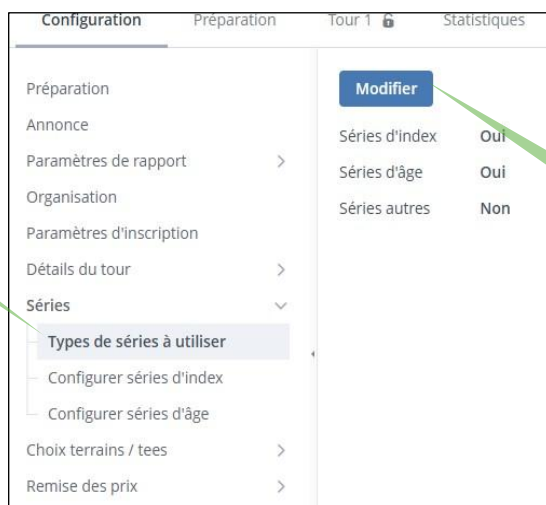 Configuration Préparation Tour 1 Statistiques
Préparation
Annonce
Paramètres de rapport
Organisation
Paramètres d'inscription
Détails du tour
Séries
Types de séries à utiliser
Configurer séries d'index
Configurer séries d'âge
Choix terrains / tees
Remise des prix
Modifier
Séries d'index Oui
Séries d'âge Oui
Séries autres Non